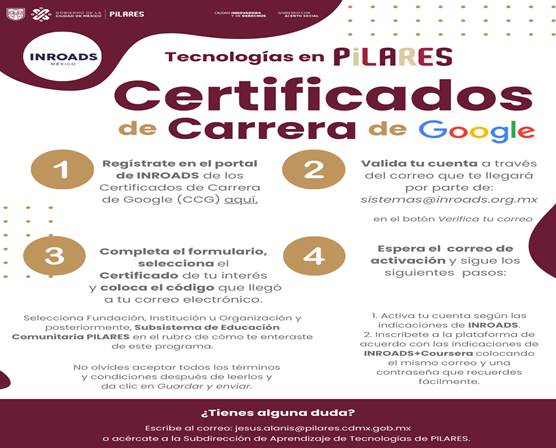 GOBIERNO DE LA
CIUDAD DE MÉXICO
PILARES
CIUDAD INNOVADORA
Y DE DERECHOS
GOBIERNO CON
ACENTO SOCIAL
INROADS
MÉXICO
Tecnologías en PiLARES
Certificados
de Carrera de Google
1
Regístrate en el portal
de INROADS de los
Certificados de Carrera
de Google (CCG) aquí.
2
Valida tu cuenta a través
del correo que te llegará
por parte de:
sistemas@inroads.org.mx
en el botón Verifica tu correo
3
Completa el formulario,
selecciona el
Certificado de tu interés
y coloca el código que llegó
a tu correo electrónico.
Selecciona Fundación, Institución u Organización y
posteriormente, Subsistema de Educación
Comunitaria PILARES en el rubro de cómo te enteraste
de este programa.
No olvides aceptar todos los términos
y condiciones después de leerlos y
da clic en Guardar y enviar.
4
Espera el correo de
activación y sigue los
siguientes pasos:
1. Activa tu cuenta según las
indicaciones de INROADS.
2. Inscríbete a la plataforma de
acuerdo con las indicaciones de
INROADS+Coursera colocando
el mismo correo y una
contraseña que recuerdes
fácilmente.
¿Tienes alguna duda?
Escribe al correo: jesus.alanis@pilares.cdmx.gob.mx
o acércate a la Subdirección de Aprendizaje de Tecnologías de PILARES.